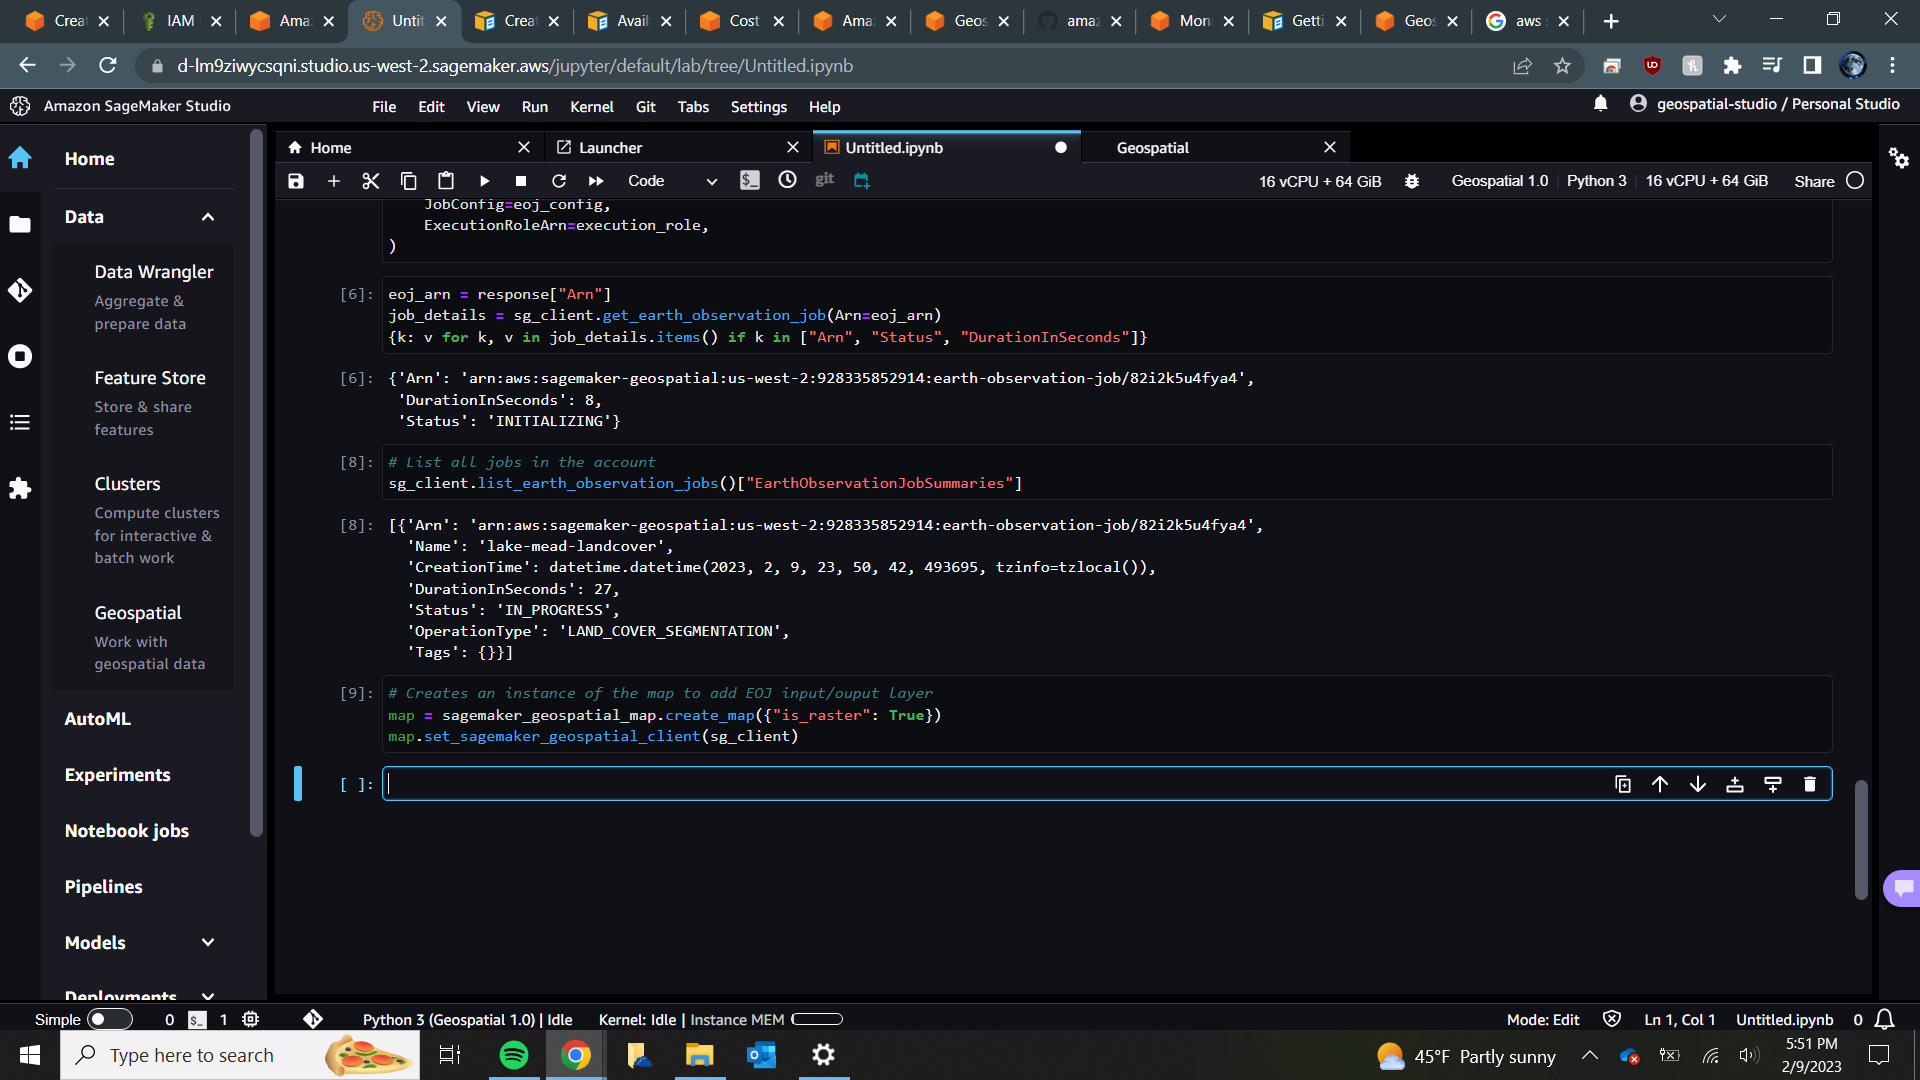 Creat
IAM
Amaz
Untit
Creat
Avail
Cost
Amaz
Geos
amaz
Moni
Getti
Geos
aws s
d-lm9ziwycsqni.studio.us-west-2.sagemaker.aws/jupyter/default/lab/tree/Untitled.ipynb
Amazon SageMaker Studio
File Edit View Run Kernel Git Tabs Settings Help
geospatial-studio / Personal Studio
Home
Data
Data Wrangler
Aggregate &
prepare data
Feature Store
Store & share
features
Clusters
Compute clusters
for interactive &
batch work
Geospatial
Work with
geospatial data
AutoML
Experiments
Notebook jobs
Pipelines
Models
Deployments
Home
Launcher
Untitled.ipynb
Geospatial
Code
git
16 vCPU + 64 GiB
Geospatial 1.0
Python 3
16 vCPU + 64 GiB
Share
JobConfig=eoj_config,
ExecutionRoleArn=execution_role,
)
[6]: eoj_arn = response["Arn"]
job_details = sg_client.get_earth_observation_job(Arn=eoj_arn)
{k: v for k, v in job_details.items() if k in ["Arn", "Status", "DurationInSeconds"]}
[6]: {'Arn': 'arn:aws:sagemaker-geospatial:us-west-2:928335852914:earth-observation-job/82i2k5u4fya4',
'DurationInSeconds': 8,
'Status': 'INITIALIZING'}
[8]: # List all jobs in the account
sg_client.list_earth_observation_jobs()["EarthObservationJobSummaries"]
[8]: [{'Arn': 'arn:aws:sagemaker-geospatial:us-west-2:928335852914:earth-observation-job/82i2k5u4fya4',
'Name': 'lake-mead-landcover',
'CreationTime': datetime.datetime(2023, 2, 9, 23, 50, 42, 493695, tzinfo=tzlocal()),
'DurationInSeconds': 27,
'Status': 'IN_PROGRESS',
'OperationType': 'LAND_COVER_SEGMENTATION',
'Tags': {}}]
[9]: # Creates an instance of the map to add EOJ input/ouput layer
map = sagemaker_geospatial_map.create_map({"is_raster": True})
map.set_sagemaker_geospatial_client(sg_client)
[ ]:
Simple 0 1
Python 3 (Geospatial 1.0) | Idle
Kernel: Idle | Instance MEM
Mode: Edit
Ln 1, Col 1
Untitled.ipynb
0
Type here to search
45°F Partly sunny
5:51 PM
2/9/2023